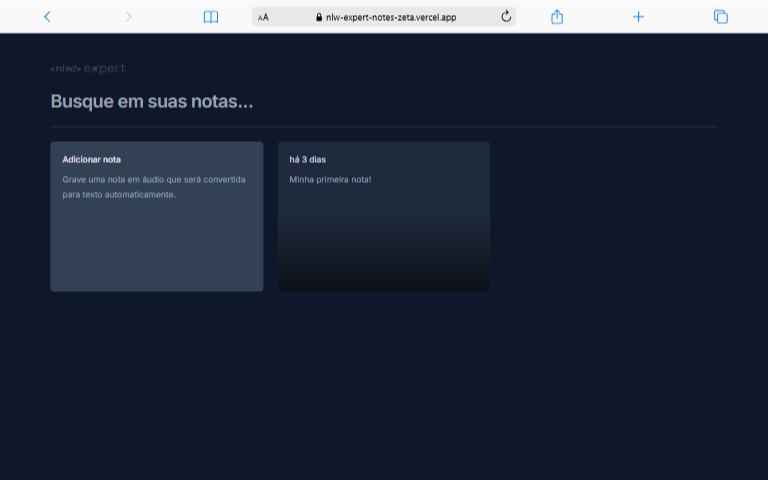 AA nlw-expert-notes-zeta.vercel.app
«nlw/» expert
Busque em suas notas...
Adicionar nota
Grave uma nota em áudio que será convertida
para texto automaticamente.
há 3 dias
Minha primeira nota!